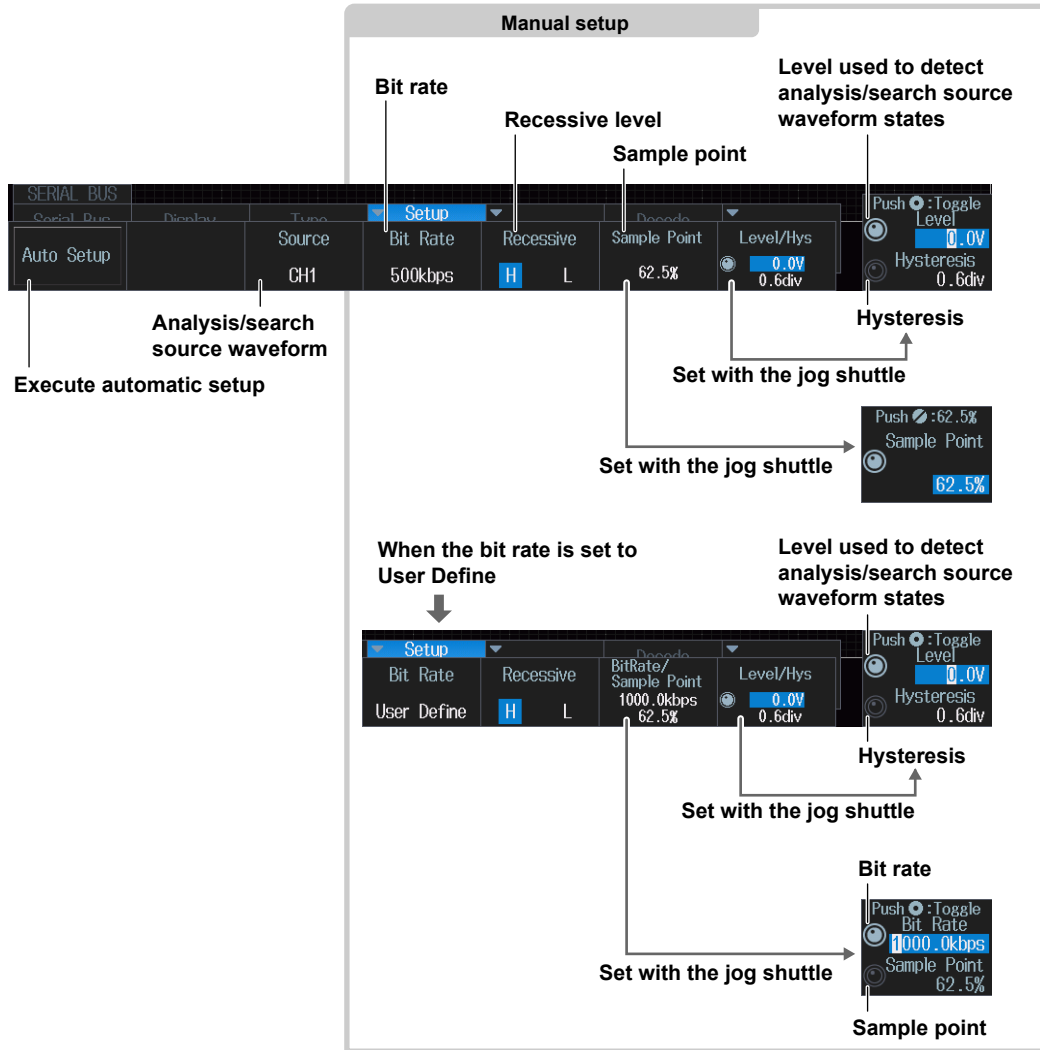 Manual setup
Level used to detect
analysis/search source
waveform states
Bit rate
Recessive level
Sample point
SERIAL BUS
Serial Bus Display Type Setup Decode
Auto Setup
Source Bit Rate Recessive Sample Point Level/Hys
CH1 500kbps H L 62.5% 0.0V
0.6div
Push :Toggle
Level
0.0V
Hysteresis
0.6div
Analysis/search
source waveform
Hysteresis
Execute automatic setup
Set with the jog shuttle
Push :62.5%
Sample Point
62.5%
Set with the jog shuttle
When the bit rate is set to
User Define
Level used to detect
analysis/search source
waveform states
Setup Decode
Bit Rate Recessive BitRate/
Sample Point Level/Hys
User Define H L 1000.0kbps
62.5% 0.0V
0.6div
Push :Toggle
Level
0.0V
Hysteresis
0.6div
Hysteresis
Set with the jog shuttle
Bit rate
Push :Toggle
Bit Rate
1000.0kbps
Sample Point
62.5%
Set with the jog shuttle
Sample point